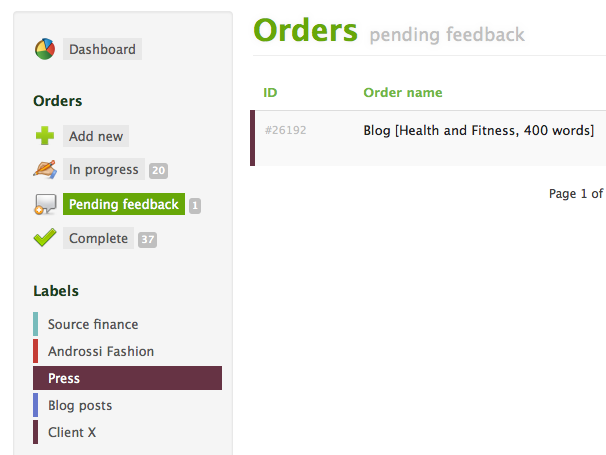 Dashboard
Orders
Add new
In progress 20
Pending feedback 1
Complete 37
Labels
Source finance
Androssi Fashion
Press
Blog posts
Client X
Orders pending feedback
ID Order name
#26192 Blog [Health and Fitness, 400 words]
Page 1 of